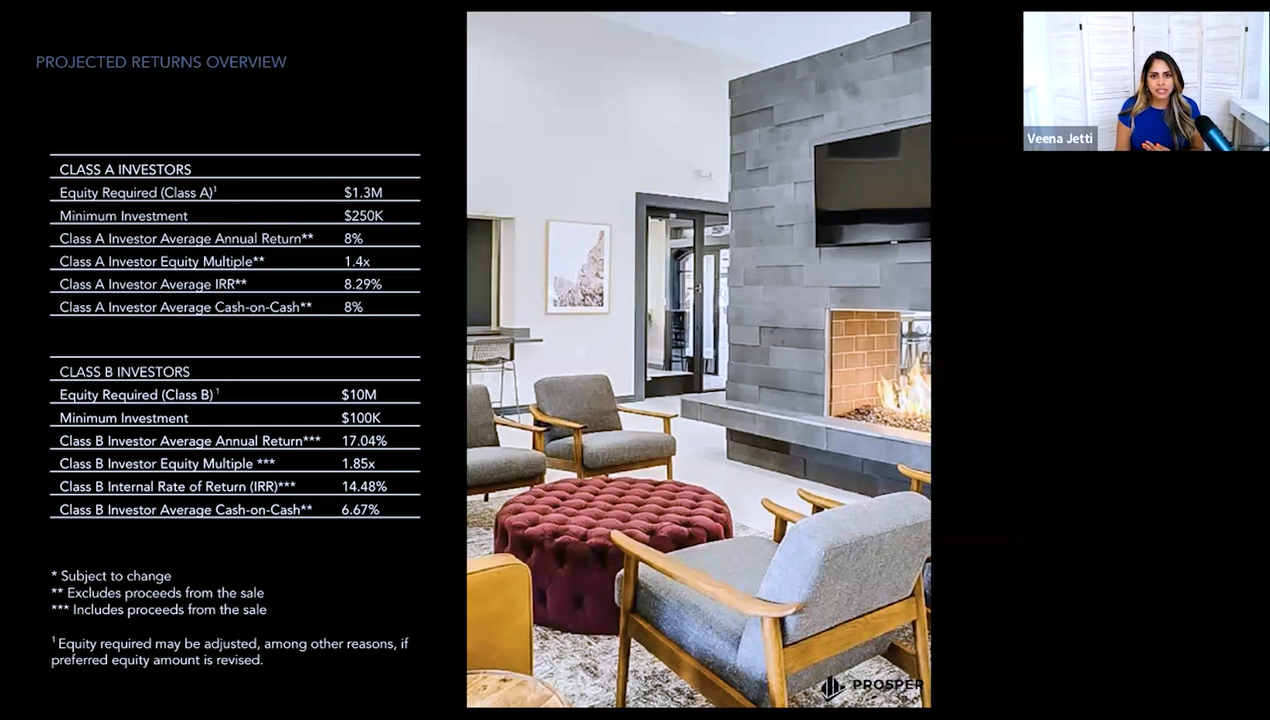 PROJECTED RETURNS OVERVIEW
CLASS A INVESTORS
Equity Required (Class A)¹ $1.3M
Minimum Investment $250K
Class A Investor Average Annual Return** 8%
Class A Investor Equity Multiple** 1.4x
Class A Investor Average IRR** 8.29%
Class A Investor Average Cash-on-Cash** 8%
CLASS B INVESTORS
Equity Required (Class B) ¹ $10M
Minimum Investment $100K
Class B Investor Average Annual Return*** 17.04%
Class B Investor Equity Multiple *** 1.85x
Class B Internal Rate of Return (IRR)*** 14.48%
Class B Investor Average Cash-on-Cash** 6.67%
* Subject to change
** Excludes proceeds from the sale
*** Includes proceeds from the sale
¹ Equity required may be adjusted, among other reasons, if
preferred equity amount is revised.
PROSPER
Veena Jetti